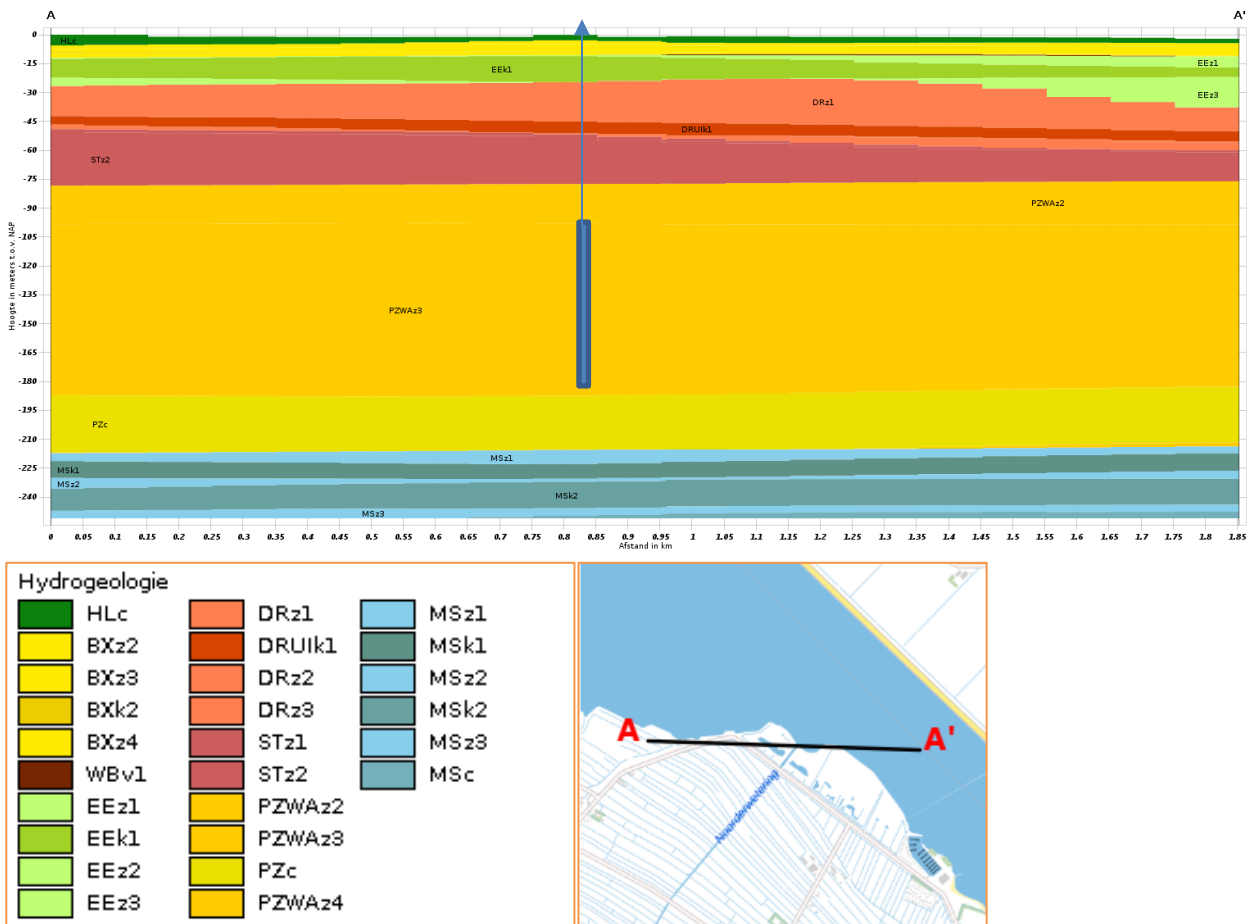 A
A'
0
HLc
-15
EEk1
EEz1
-30
EEz3
DRz1
-45
DRUIk1
-60
STz2
-75
-90
PZWAz2
-105
Hoogte in meters t.o.v. NAP
-120
-135
PZWAz3
-150
-165
-180
-195
PZc
-210
MSz1
-225
MSk1
MSz2
-240
MSk2
MSz3
0 0.05 0.1 0.15 0.2 0.25 0.3 0.35 0.4 0.45 0.5 0.55 0.6 0.65 0.7 0.75 0.8 0.85 0.9 0.95 1 1.05 1.1 1.15 1.2 1.25 1.3 1.35 1.4 1.45 1.5 1.55 1.6 1.65 1.7 1.75 1.8 1.85
Afstand in km
Hydrogeologie
HLc
BXz2
BXz3
BXk2
BXz4
WBv1
EEz1
EEk1
EEz2
EEz3
DRz1
DRUIk1
DRz2
DRz3
STz1
STz2
PZWAz2
PZWAz3
PZc
PZWAz4
MSz1
MSk1
MSz2
MSk2
MSz3
MSc
A
A'
Noorderwetering